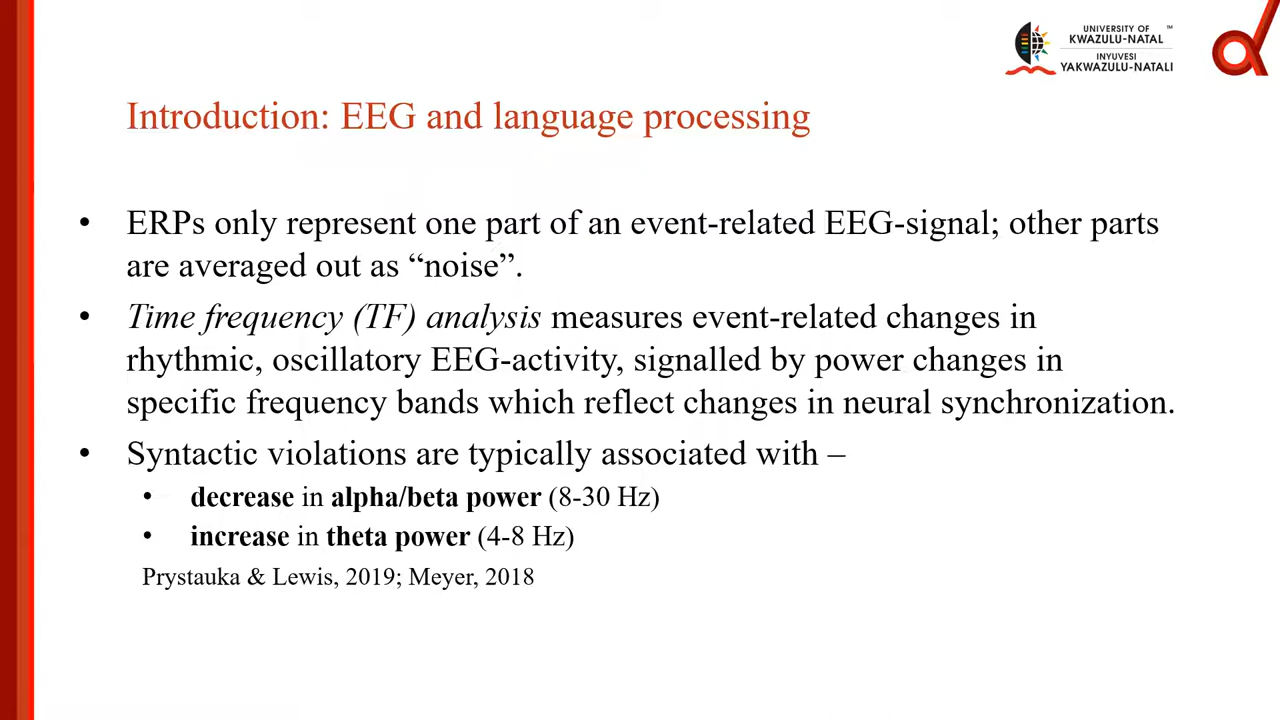 UNIVERSITY OF ™
KWAZULU-NATAL
INYUVESI
YAKWAZULU-NATALI
Introduction: EEG and language processing
• ERPs only represent one part of an event-related EEG-signal; other parts
are averaged out as “noise”.
• Time frequency (TF) analysis measures event-related changes in
rhythmic, oscillatory EEG-activity, signalled by power changes in
specific frequency bands which reflect changes in neural synchronization.
• Syntactic violations are typically associated with –
• decrease in alpha/beta power (8-30 Hz)
• increase in theta power (4-8 Hz)
Prystauka & Lewis, 2019; Meyer, 2018